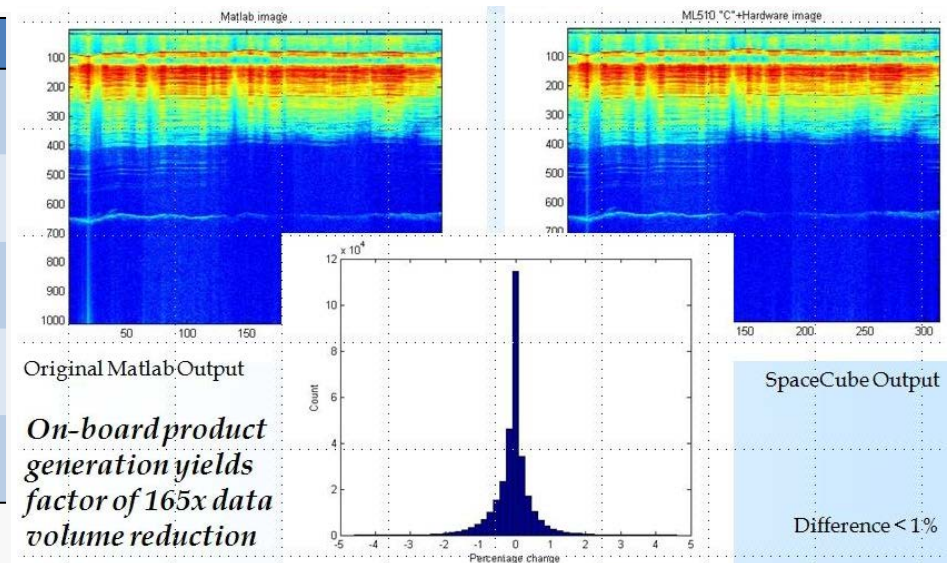 Matlab image
100
200
300
400
500
600
700
800
900
1000
50
100
150
ML510 "C"+Hardware image
100
200
300
400
500
600
700
150
200
250
300
x 10^4
12
10
8
6
4
2
0
Count
-5 -4 -3 -2 -1 0 1 2 3 4 5
Percentage change
Original Matlab Output
On-board product
generation yields
factor of 165x data
volume reduction
SpaceCube Output
Difference < 1%